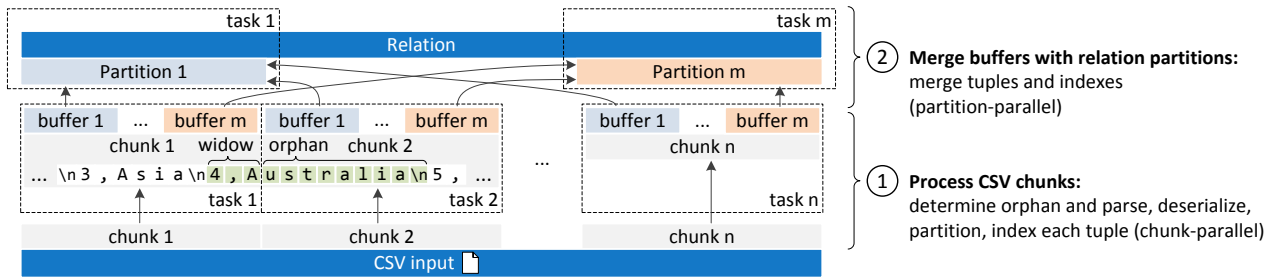 task 1
task m
Relation
Partition 1
Partition m
2 Merge buffers with relation partitions:
merge tuples and indexes
(partition-parallel)
buffer 1 ... buffer m buffer 1 ... buffer m buffer 1 ... buffer m
chunk 1 widow orphan chunk 2
chunk n
...
... \n 3 , A s i a \n 4 , A u s t r a l i a \n 5 , ...
task 1
task 2
task n
1 Process CSV chunks:
determine orphan and parse, deserialize,
partition, index each tuple (chunk-parallel)
chunk 1
chunk 2
chunk n
CSV input